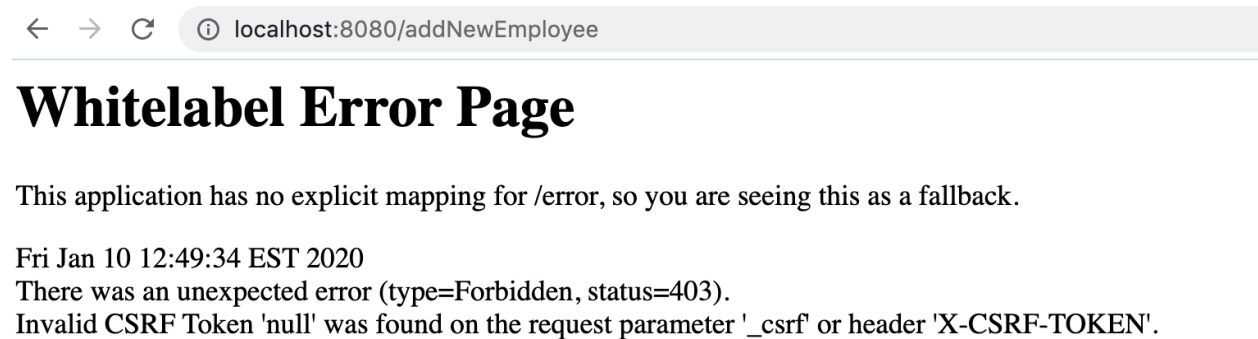 localhost:8080/addNewEmployee
Whitelabel Error Page
This application has no explicit mapping for /error, so you are seeing this as a fallback.
Fri Jan 10 12:49:34 EST 2020
There was an unexpected error (type=Forbidden, status=403).
Invalid CSRF Token 'null' was found on the request parameter '_csrf' or header 'X-CSRF-TOKEN'.